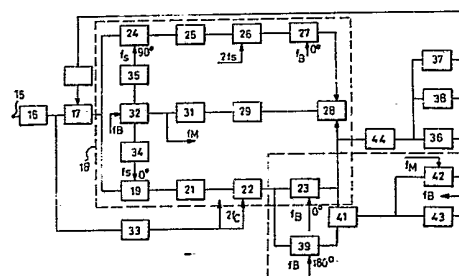 24 90° 25 26 27 37
fs 2fs fB 0°
15 35 38
16 17 32 31 29 28 44 36
fB fM fM
18 34 42
fs 0° fB
19 21 22 23 41 43
2fc fB 0°
33 39
fB 180°